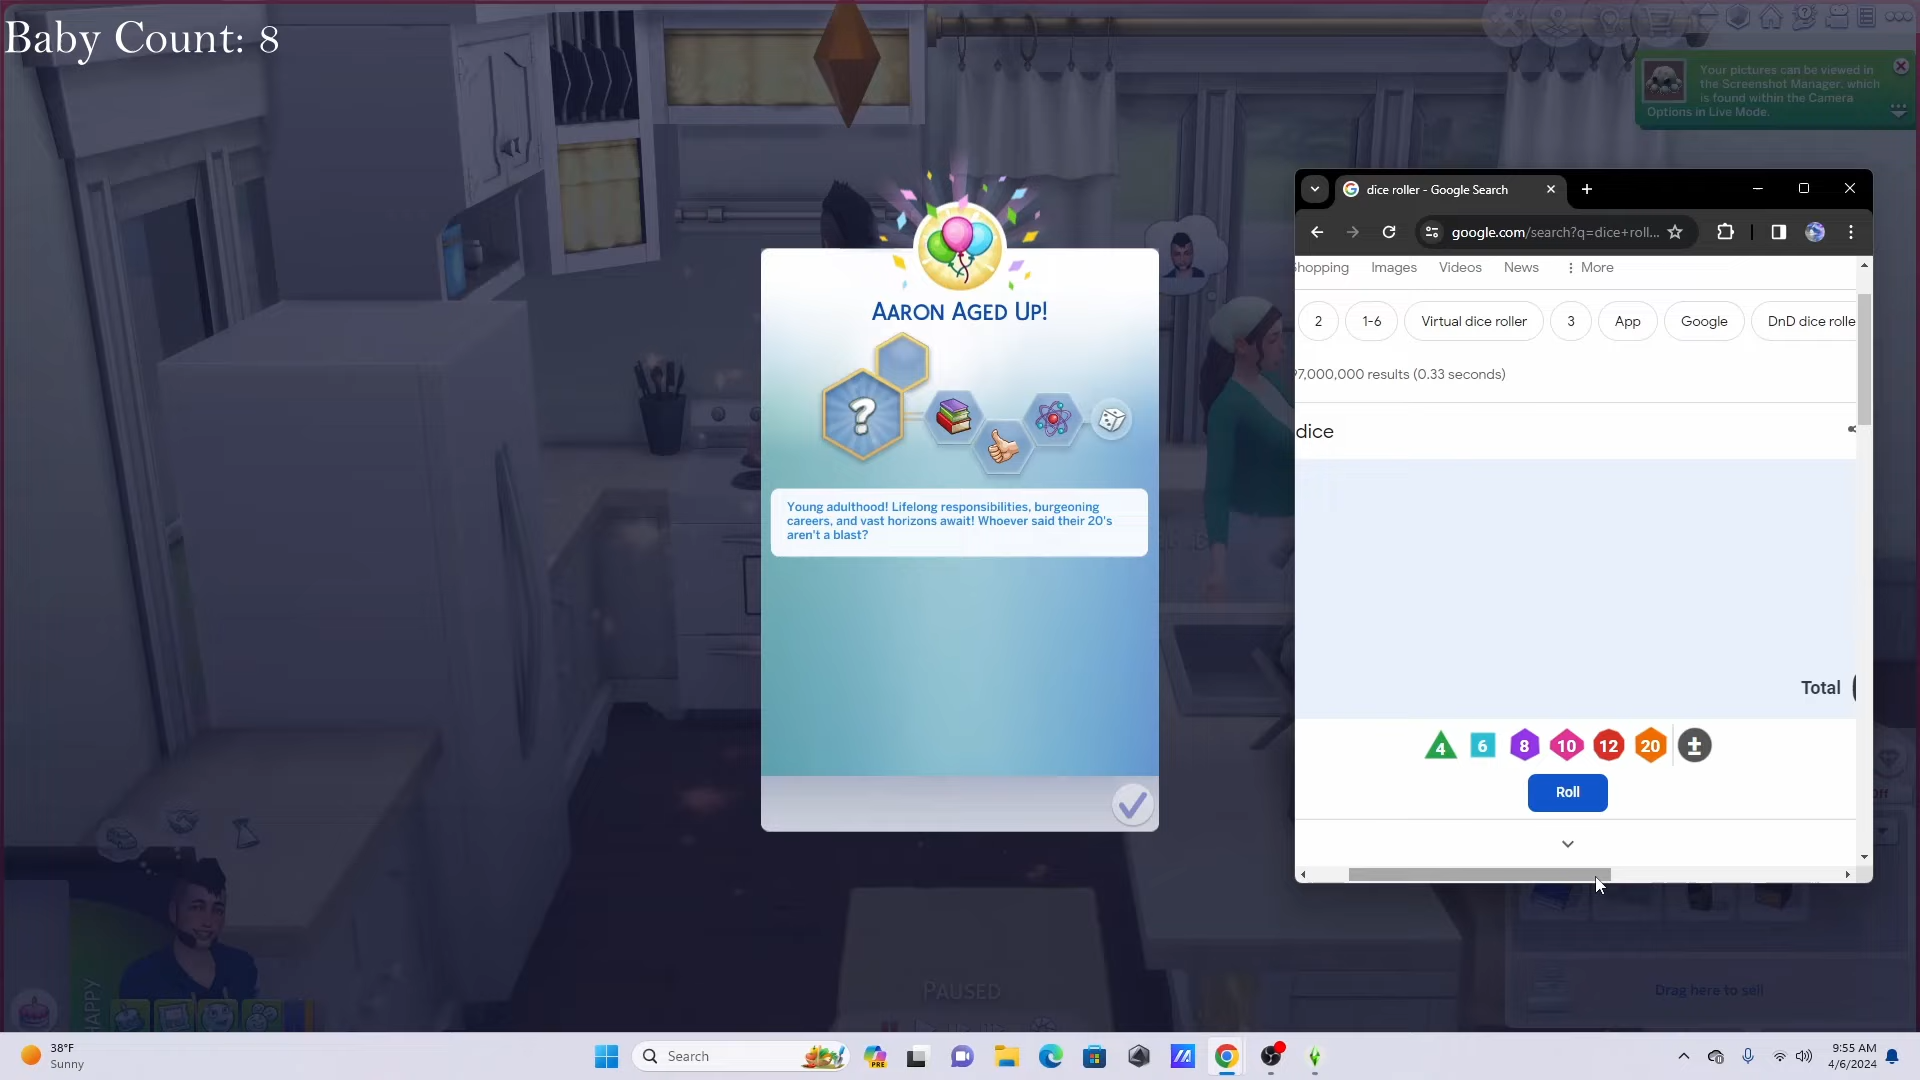 Baby Count: 8
Your pictures can be viewed in
the Screenshot Manager, which
is found within the Camera
Options in Live Mode.
dice roller - Google Search
google.com/search?q=dice+roll...
Shopping Images Videos News More
2 1-6 Virtual dice roller 3 App Google DnD dice rolle
97,000,000 results (0.33 seconds)
dice
Total
4 6 8 10 12 20 ±
Roll
AARON AGED UP!
?
Young adulthood! Lifelong responsibilities, burgeoning
careers, and vast horizons await! Whoever said their 20's
aren't a blast?
HAPPY
PAUSED
Drag here to sell
38°F
Sunny
Search
PRE
9:55 AM
4/6/2024